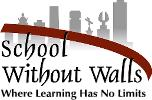 School
Without Walls
Where Learning Has No Limits